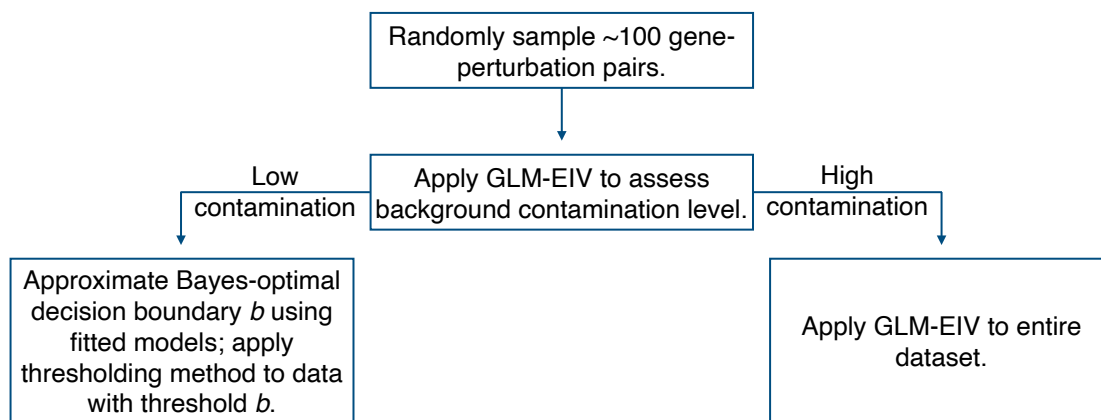 Randomly sample ~100 gene-
perturbation pairs.
Low
contamination
Apply GLM-EIV to assess
background contamination level.
High
contamination
Approximate Bayes-optimal
decision boundary b using
fitted models; apply
thresholding method to data
with threshold b.
Apply GLM-EIV to entire
dataset.